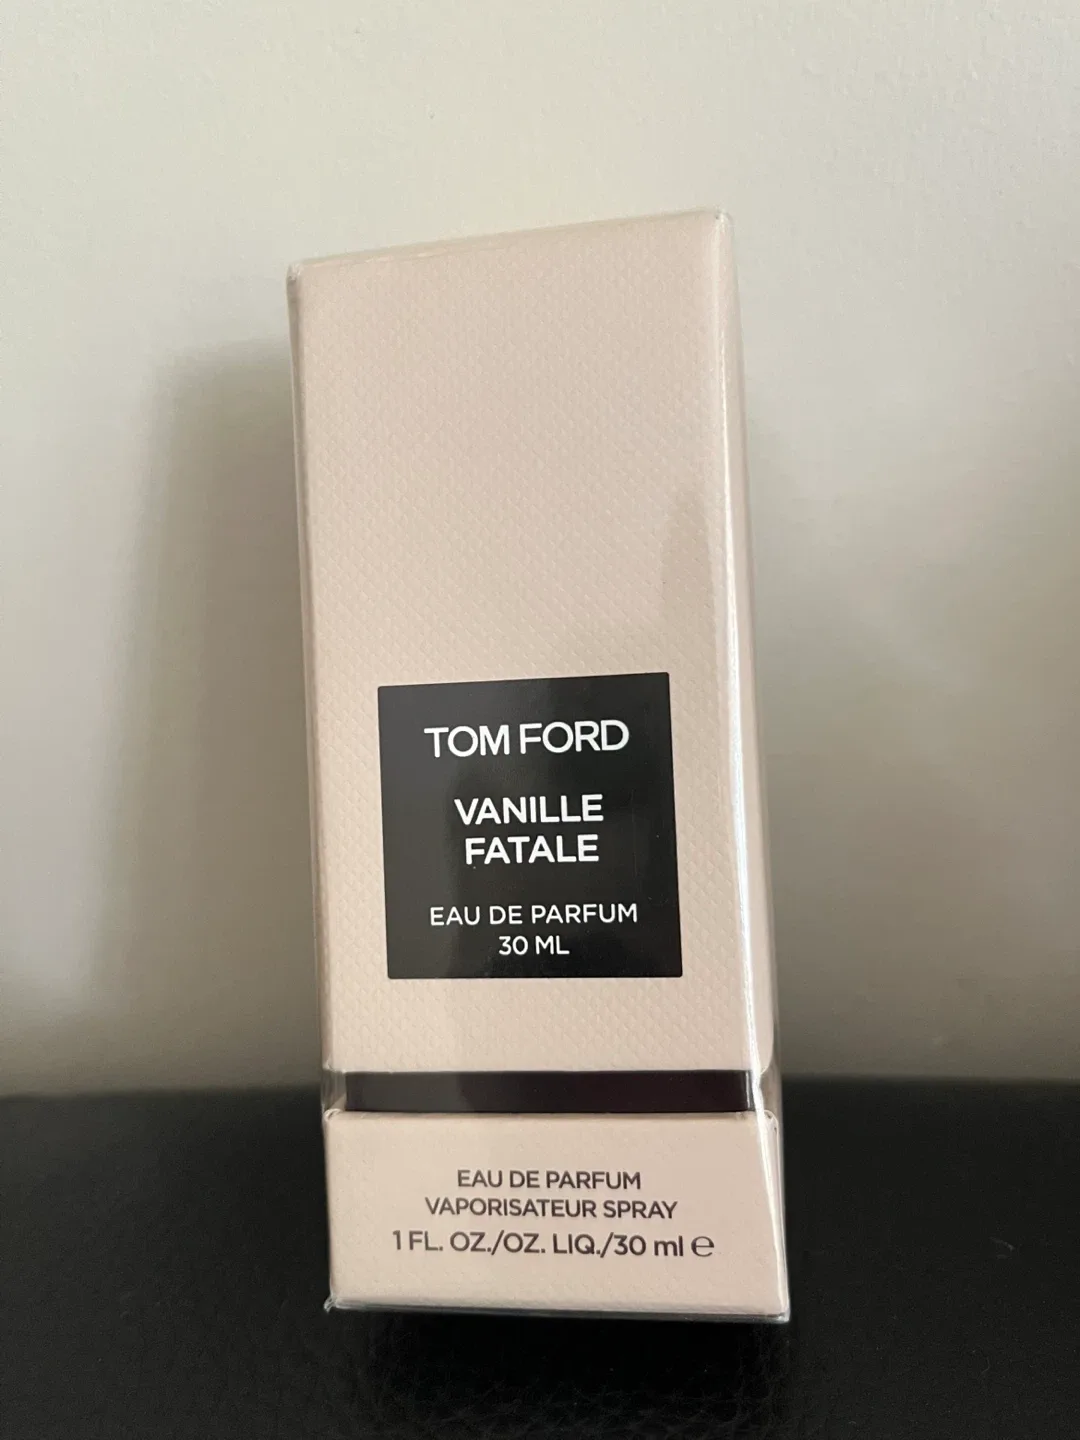 TOM FORD
VANILLE
FATALE
EAU DE PARFUM
30 ML
EAU DE PARFUM
VAPORISATEUR SPRAY
1 FL. OZ./OZ. LIQ./30 ml ℮